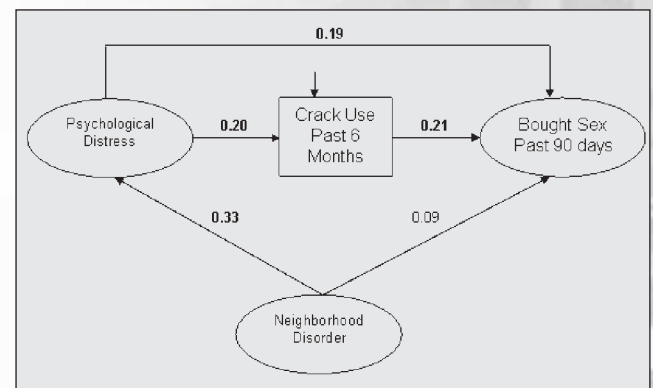 0.19
Psychological
Distress
0.20
Crack Use
Past 6
Months
0.21
Bought Sex
Past 90 days
0.33
0.09
Neighborhood
Disorder